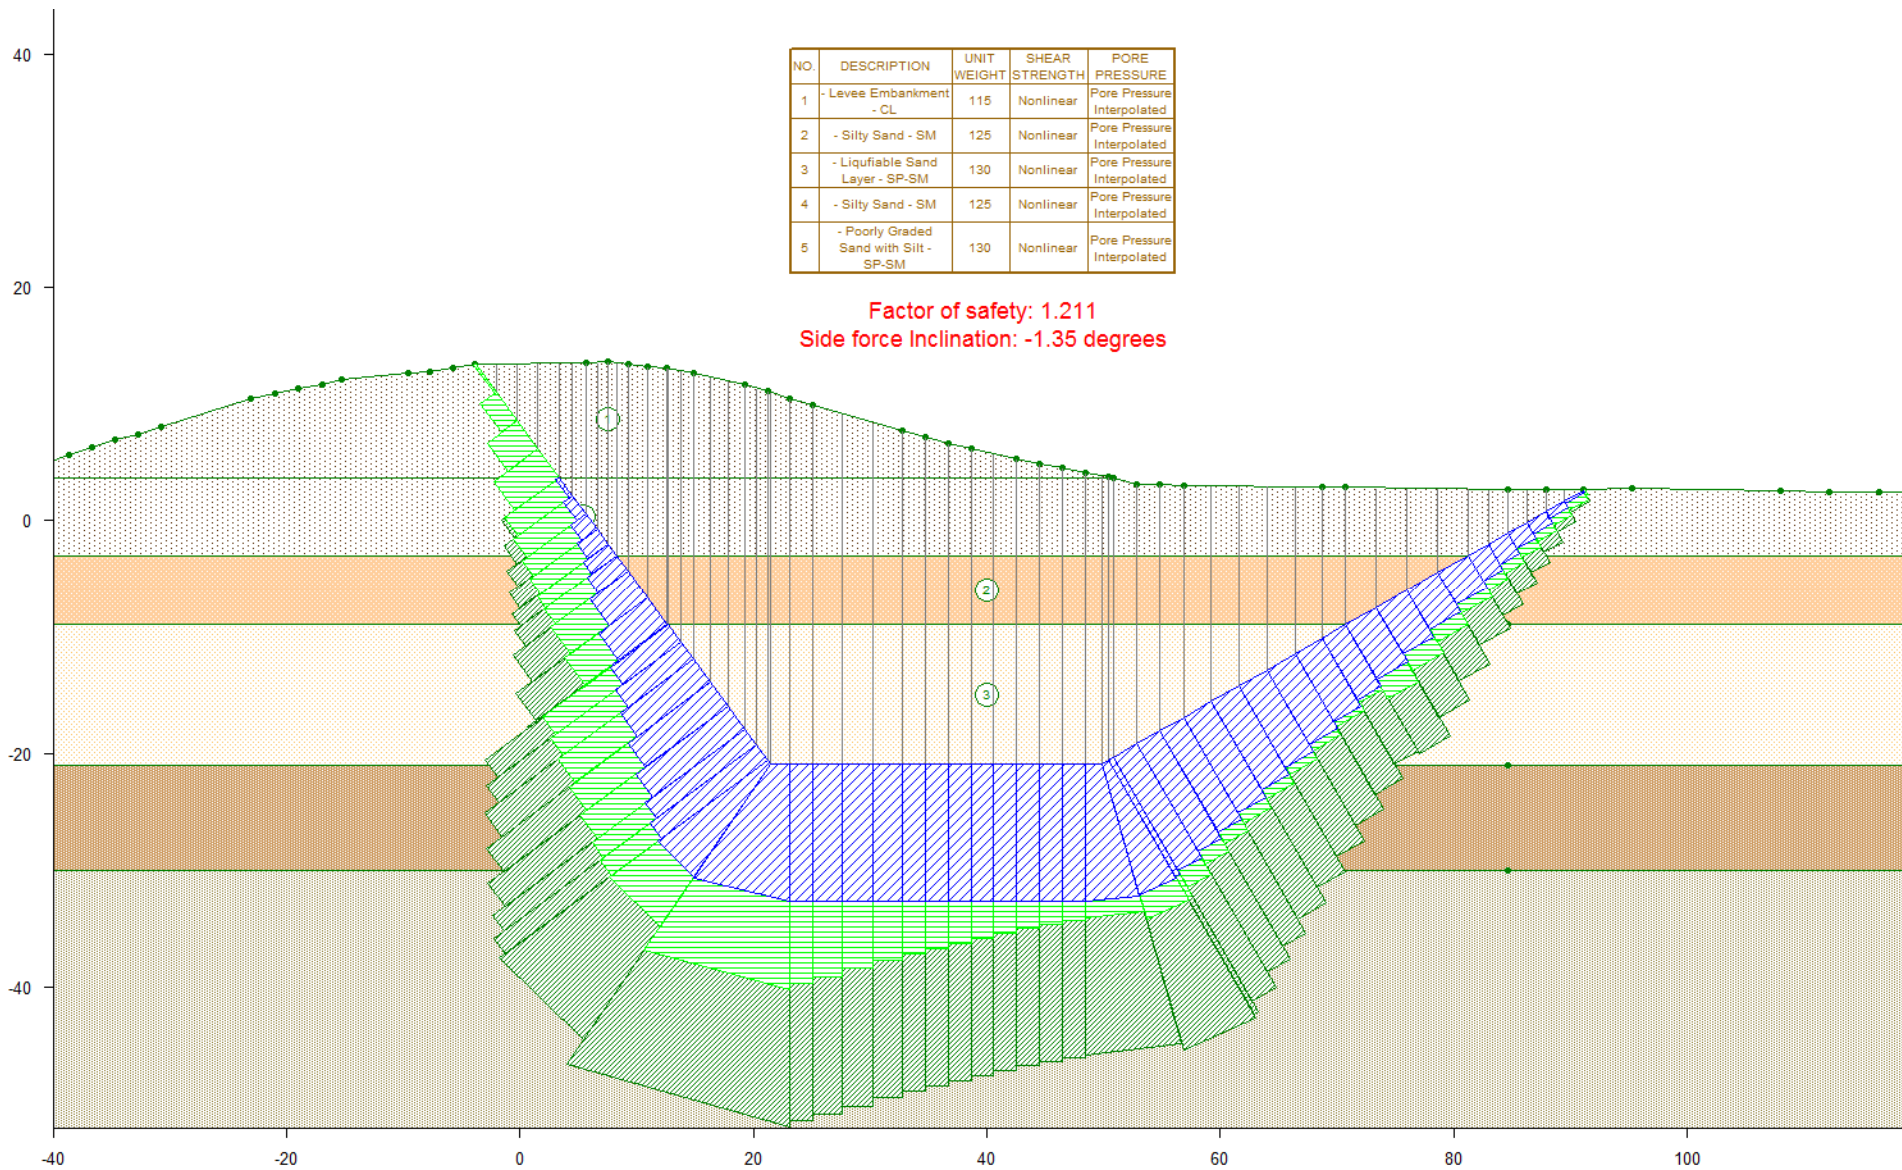 40
20
0
-20
-40
-40
-20
0
20
40
60
80
100
NO. DESCRIPTION UNIT WEIGHT SHEAR STRENGTH PORE PRESSURE
1 - Levee Embankment - CL 115 Nonlinear Pore Pressure Interpolated
2 - Silty Sand - SM 125 Nonlinear Pore Pressure Interpolated
3 - Liqufiable Sand Layer - SP-SM 130 Nonlinear Pore Pressure Interpolated
4 - Silty Sand - SM 125 Nonlinear Pore Pressure Interpolated
5 - Poorly Graded Sand with Silt - SP-SM 130 Nonlinear Pore Pressure Interpolated
Factor of safety: 1.211
Side force Inclination: -1.35 degrees
1
2
3